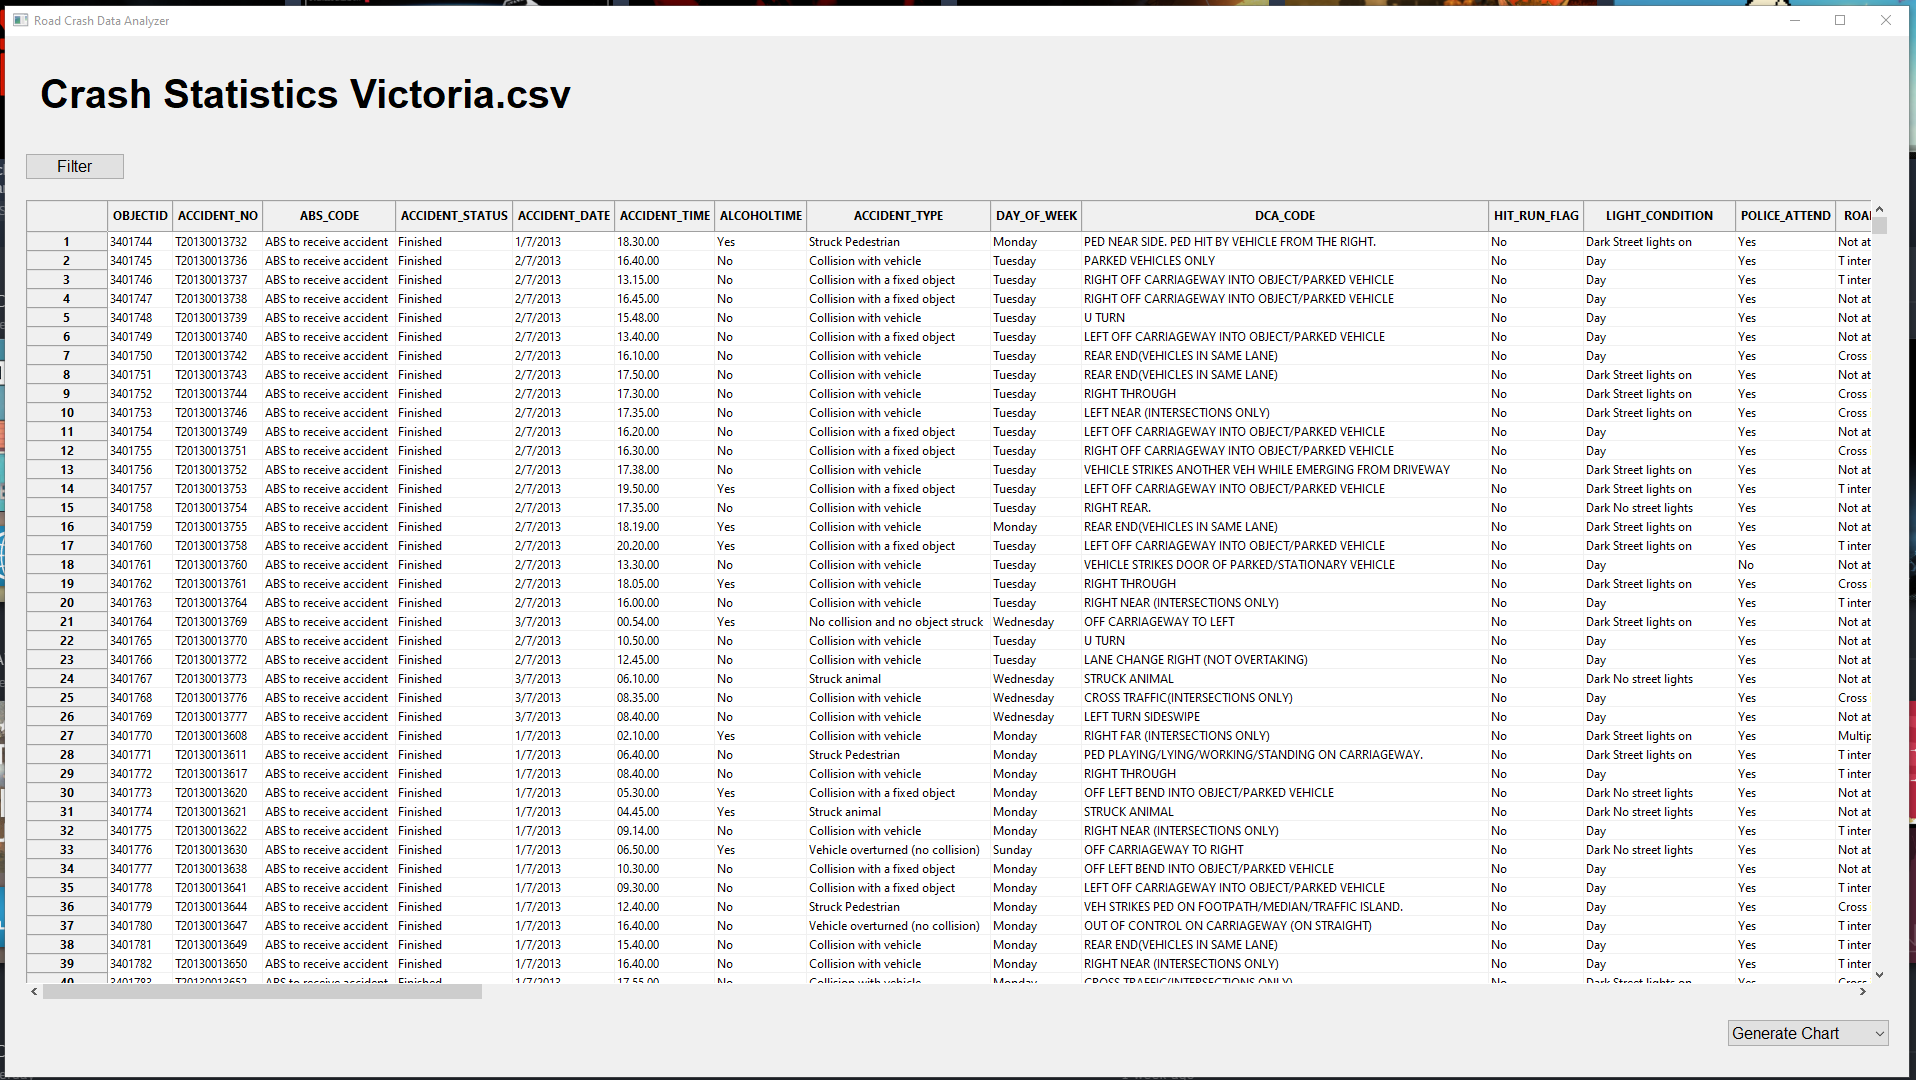 Road Crash Data Analyzer
Crash Statistics Victoria.csv
Filter
OBJECTID ACCIDENT_NO ABS_CODE ACCIDENT_STATUS ACCIDENT_DATE ACCIDENT_TIME ALCOHOLTIME ACCIDENT_TYPE DAY_OF_WEEK DCA_CODE HIT_RUN_FLAG LIGHT_CONDITION POLICE_ATTEND ROA
1 3401744 T20130013732 ABS to receive accident Finished 1/7/2013 18.30.00 Yes Struck Pedestrian Monday PED NEAR SIDE. PED HIT BY VEHICLE FROM THE RIGHT. No Dark Street lights on Yes Not at
2 3401745 T20130013736 ABS to receive accident Finished 2/7/2013 16.40.00 No Collision with vehicle Tuesday PARKED VEHICLES ONLY No Day Yes T inter
3 3401746 T20130013737 ABS to receive accident Finished 2/7/2013 13.15.00 No Collision with a fixed object Tuesday RIGHT OFF CARRIAGEWAY INTO OBJECT/PARKED VEHICLE No Day Yes T inter
4 3401747 T20130013738 ABS to receive accident Finished 2/7/2013 16.45.00 No Collision with a fixed object Tuesday RIGHT OFF CARRIAGEWAY INTO OBJECT/PARKED VEHICLE No Day Yes Not at
5 3401748 T20130013739 ABS to receive accident Finished 2/7/2013 15.48.00 No Collision with vehicle Tuesday U TURN No Day Yes Not at
6 3401749 T20130013740 ABS to receive accident Finished 2/7/2013 13.40.00 No Collision with a fixed object Tuesday LEFT OFF CARRIAGEWAY INTO OBJECT/PARKED VEHICLE No Day Yes Not at
7 3401750 T20130013742 ABS to receive accident Finished 2/7/2013 16.10.00 No Collision with vehicle Tuesday REAR END(VEHICLES IN SAME LANE) No Day Yes Cross
8 3401751 T20130013743 ABS to receive accident Finished 2/7/2013 17.50.00 No Collision with vehicle Tuesday REAR END(VEHICLES IN SAME LANE) No Dark Street lights on Yes Not at
9 3401752 T20130013744 ABS to receive accident Finished 2/7/2013 17.30.00 No Collision with vehicle Tuesday RIGHT THROUGH No Dark Street lights on Yes Cross
10 3401753 T20130013746 ABS to receive accident Finished 2/7/2013 17.35.00 No Collision with vehicle Tuesday LEFT NEAR (INTERSECTIONS ONLY) No Dark Street lights on Yes Cross
11 3401754 T20130013749 ABS to receive accident Finished 2/7/2013 16.20.00 No Collision with a fixed object Tuesday LEFT OFF CARRIAGEWAY INTO OBJECT/PARKED VEHICLE No Day Yes Not at
12 3401755 T20130013751 ABS to receive accident Finished 2/7/2013 16.30.00 No Collision with a fixed object Tuesday RIGHT OFF CARRIAGEWAY INTO OBJECT/PARKED VEHICLE No Day Yes Cross
13 3401756 T20130013752 ABS to receive accident Finished 2/7/2013 17.38.00 No Collision with vehicle Tuesday VEHICLE STRIKES ANOTHER VEH WHILE EMERGING FROM DRIVEWAY No Dark Street lights on Yes Not at
14 3401757 T20130013753 ABS to receive accident Finished 2/7/2013 19.50.00 Yes Collision with a fixed object Tuesday LEFT OFF CARRIAGEWAY INTO OBJECT/PARKED VEHICLE No Dark Street lights on Yes T inter
15 3401758 T20130013754 ABS to receive accident Finished 2/7/2013 17.35.00 No Collision with vehicle Tuesday RIGHT REAR. No Dark No street lights Yes Not at
16 3401759 T20130013755 ABS to receive accident Finished 2/7/2013 18.19.00 Yes Collision with vehicle Monday REAR END(VEHICLES IN SAME LANE) No Dark Street lights on Yes Not at
17 3401760 T20130013758 ABS to receive accident Finished 2/7/2013 20.20.00 Yes Collision with a fixed object Tuesday LEFT OFF CARRIAGEWAY INTO OBJECT/PARKED VEHICLE No Dark Street lights on Yes T inter
18 3401761 T20130013760 ABS to receive accident Finished 2/7/2013 13.30.00 No Collision with vehicle Tuesday VEHICLE STRIKES DOOR OF PARKED/STATIONARY VEHICLE No Day No Not at
19 3401762 T20130013761 ABS to receive accident Finished 2/7/2013 18.05.00 Yes Collision with vehicle Tuesday RIGHT THROUGH No Dark Street lights on Yes Cross
20 3401763 T20130013764 ABS to receive accident Finished 2/7/2013 16.00.00 No Collision with vehicle Tuesday RIGHT NEAR (INTERSECTIONS ONLY) No Day Yes T inter
21 3401764 T20130013769 ABS to receive accident Finished 3/7/2013 00.54.00 Yes No collision and no object struck Wednesday OFF CARRIAGEWAY TO LEFT No Dark Street lights on Yes Not at
22 3401765 T20130013770 ABS to receive accident Finished 2/7/2013 10.50.00 No Collision with vehicle Tuesday U TURN No Day Yes Not at
23 3401766 T20130013772 ABS to receive accident Finished 2/7/2013 12.45.00 No Collision with vehicle Tuesday LANE CHANGE RIGHT (NOT OVERTAKING) No Day Yes Not at
24 3401767 T20130013773 ABS to receive accident Finished 3/7/2013 06.10.00 No Struck animal Wednesday STRUCK ANIMAL No Dark No street lights Yes Not at
25 3401768 T20130013776 ABS to receive accident Finished 3/7/2013 08.35.00 No Collision with vehicle Wednesday CROSS TRAFFIC(INTERSECTIONS ONLY) No Day Yes Cross
26 3401769 T20130013777 ABS to receive accident Finished 3/7/2013 08.40.00 No Collision with vehicle Wednesday LEFT TURN SIDESWIPE No Day Yes Not at
27 3401770 T20130013608 ABS to receive accident Finished 1/7/2013 02.10.00 Yes Collision with vehicle Monday RIGHT FAR (INTERSECTIONS ONLY) No Dark Street lights on Yes Multip
28 3401771 T20130013611 ABS to receive accident Finished 1/7/2013 06.40.00 No Struck Pedestrian Monday PED PLAYING/LYING/WORKING/STANDING ON CARRIAGEWAY. No Dark Street lights on Yes T inter
29 3401772 T20130013617 ABS to receive accident Finished 1/7/2013 08.40.00 No Collision with vehicle Monday RIGHT THROUGH No Day Yes T inter
30 3401773 T20130013620 ABS to receive accident Finished 1/7/2013 05.30.00 Yes Collision with a fixed object Monday OFF LEFT BEND INTO OBJECT/PARKED VEHICLE No Dark No street lights Yes Not at
31 3401774 T20130013621 ABS to receive accident Finished 1/7/2013 04.45.00 Yes Struck animal Monday STRUCK ANIMAL No Dark No street lights Yes Not at
32 3401775 T20130013622 ABS to receive accident Finished 1/7/2013 09.14.00 No Collision with vehicle Monday RIGHT NEAR (INTERSECTIONS ONLY) No Day Yes T inter
33 3401776 T20130013630 ABS to receive accident Finished 1/7/2013 06.50.00 Yes Vehicle overturned (no collision) Sunday OFF CARRIAGEWAY TO RIGHT No Dark No street lights Yes Not at
34 3401777 T20130013638 ABS to receive accident Finished 1/7/2013 10.30.00 No Collision with a fixed object Monday OFF LEFT BEND INTO OBJECT/PARKED VEHICLE No Day Yes Not at
35 3401778 T20130013641 ABS to receive accident Finished 1/7/2013 09.30.00 No Collision with a fixed object Monday LEFT OFF CARRIAGEWAY INTO OBJECT/PARKED VEHICLE No Day Yes T inter
36 3401779 T20130013644 ABS to receive accident Finished 1/7/2013 12.40.00 No Struck Pedestrian Monday VEH STRIKES PED ON FOOTPATH/MEDIAN/TRAFFIC ISLAND. No Day Yes Cross
37 3401780 T20130013647 ABS to receive accident Finished 1/7/2013 16.40.00 No Vehicle overturned (no collision) Monday OUT OF CONTROL ON CARRIAGEWAY (ON STRAIGHT) No Day Yes T inter
38 3401781 T20130013649 ABS to receive accident Finished 1/7/2013 15.40.00 No Collision with vehicle Monday REAR END(VEHICLES IN SAME LANE) No Day Yes T inter
39 3401782 T20130013650 ABS to receive accident Finished 1/7/2013 16.40.00 No Collision with vehicle Monday RIGHT NEAR (INTERSECTIONS ONLY) No Day Yes T inter
40 3401783 T20130013652 ABS to receive accident Finished 1/7/2013 17.55.00 No Collision with vehicle Monday CROSS TRAFFIC(INTERSECTIONS ONLY) No Dark Street lights on Yes Cross
Generate Chart